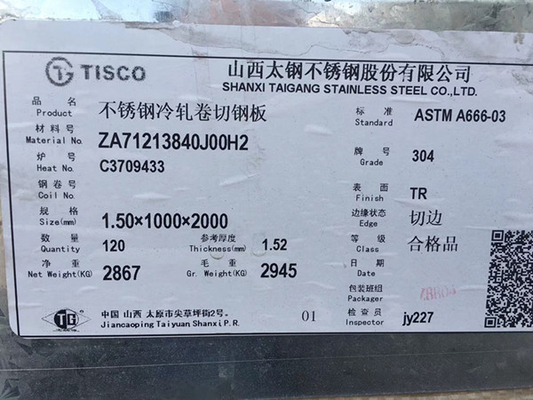 TISCO
山西太钢不锈钢股份有限公司
SHANXI TAIGANG STAINLESS STEEL CO.,LTD.
品名 Product 不锈钢冷轧卷切钢板
标准 Standard ASTM A666-03
材料号 Material No. ZA71213840J00H2
牌号 Grade 304
炉号 Heat No. C3709433
钢卷号 Coil No.
表面 Finish TR
规格 Size(mm) 1.50×1000×2000
边缘状态 Edge 切边
数量 Quantity 120
参考厚度 Thickness(mm) 1.52
等级 Class 合格品
净重 Net Weight(KG) 2867
毛重 Gr. Weight(KG) 2945
日期 Date
包装班组 Packager
中国 山西 太原市尖草坪街2号。
Jiancaoping Taiyuan Shanxi P.R.
01
检查员 Inspector jy227